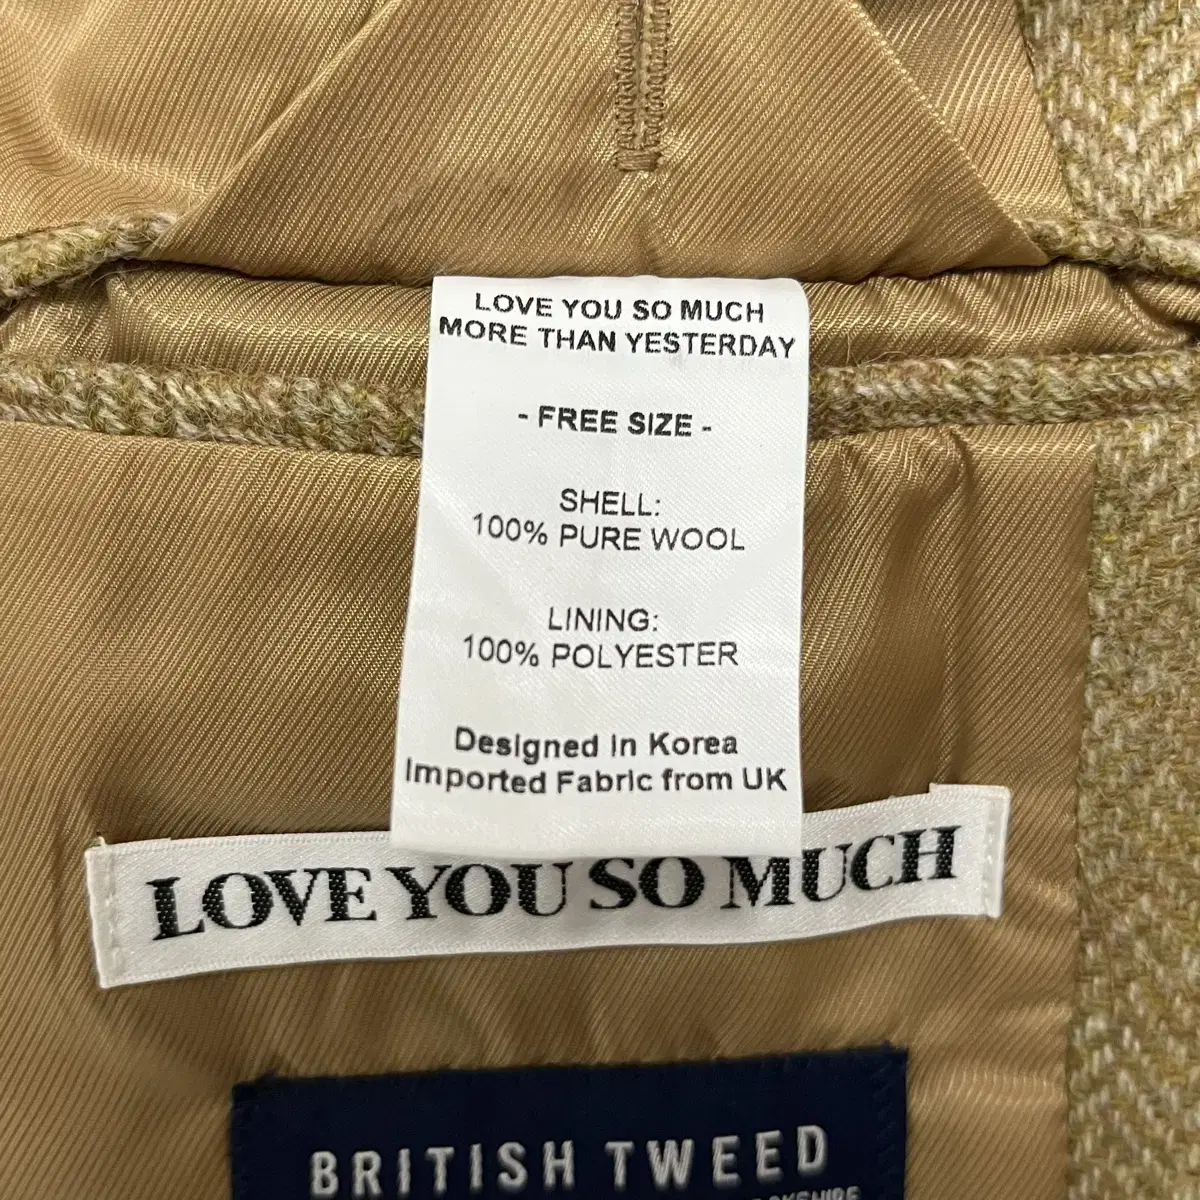 LOVE YOU SO MUCH
MORE THAN YESTERDAY
- FREE SIZE -
SHELL:
100% PURE WOOL
LINING:
100% POLYESTER
Designed In Korea
Imported Fabric from UK
LOVE YOU SO MUCH
BRITISH TWEED